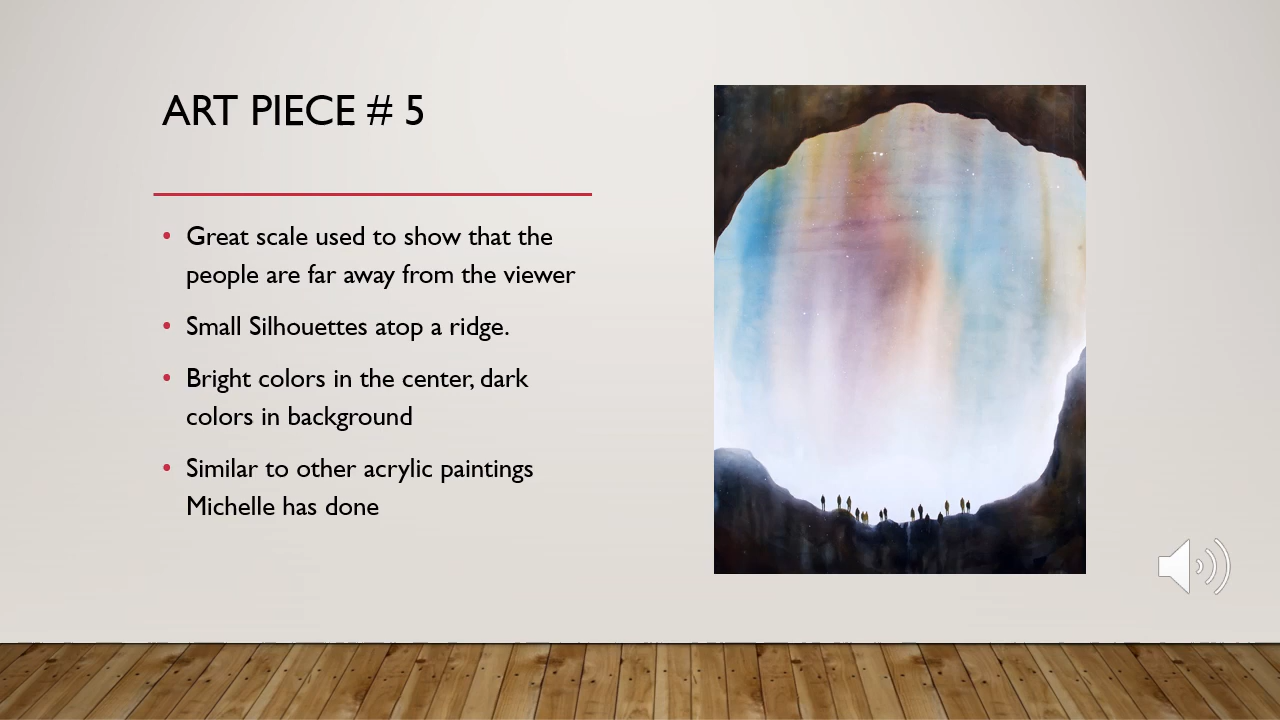 ART PIECE # 5
• Great scale used to show that the
people are far away from the viewer
• Small Silhouettes atop a ridge.
• Bright colors in the center, dark
colors in background
• Similar to other acrylic paintings
Michelle has done